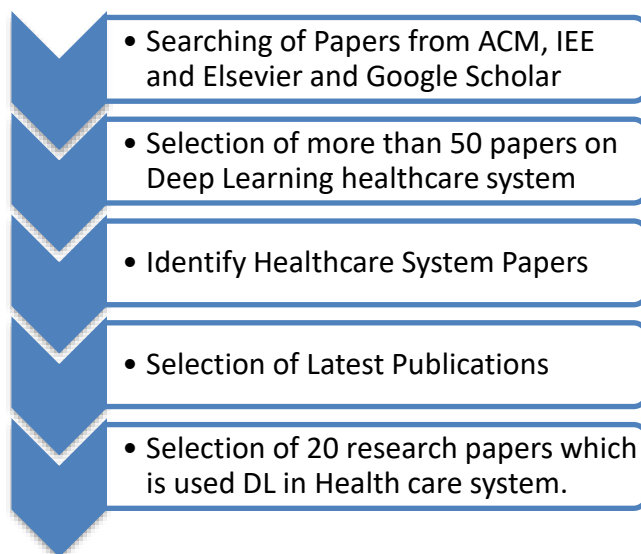 • Searching of Papers from ACM, IEE
and Elsevier and Google Scholar
• Selection of more than 50 papers on
Deep Learning healthcare system
• Identify Healthcare System Papers
• Selection of Latest Publications
• Selection of 20 research papers which
is used DL in Health care system.